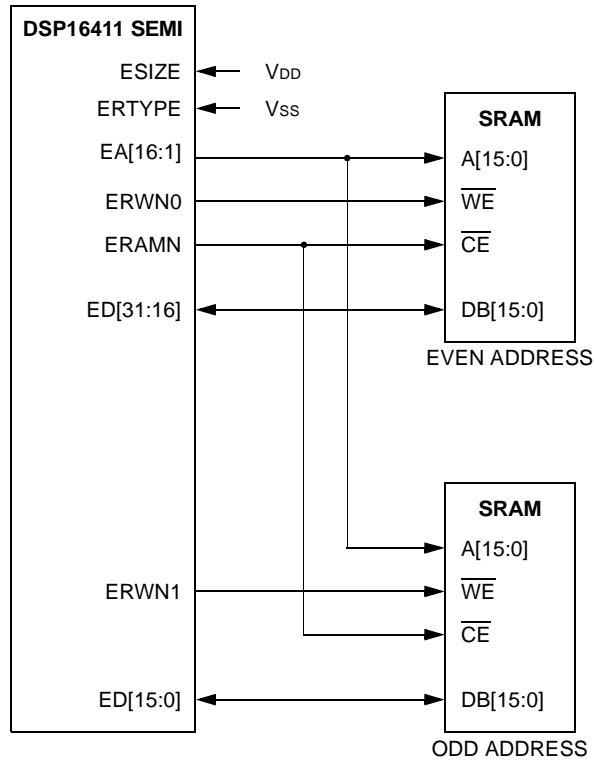 DSP16411 SEMI
ESIZE VDD
ERTYPE VSS
EA[16:1]
ERWN0
ERAMN
ED[31:16]
SRAM
A[15:0]
WE
CE
DB[15:0]
EVEN ADDRESS
ERWN1
ED[15:0]
SRAM
A[15:0]
WE
CE
DB[15:0]
ODD ADDRESS